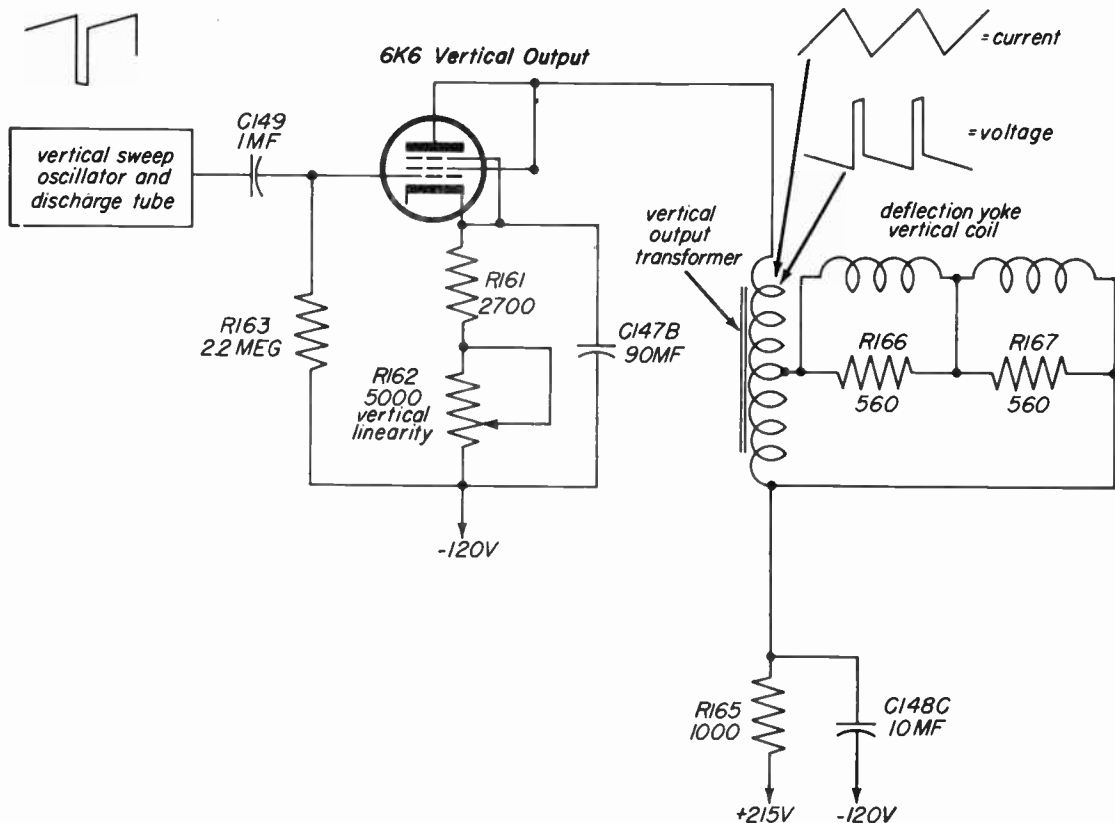 6K6 Vertical Output
= current
= voltage
C149
1MF
vertical sweep
oscillator and
discharge tube
vertical
output
transformer
deflection yoke
vertical coil
R161
2700
R163
2.2 MEG
C147B
90MF
R162
5000
vertical
linearity
R166
560
R167
560
-120V
R165
1000
C148C
10MF
+215V
-120V